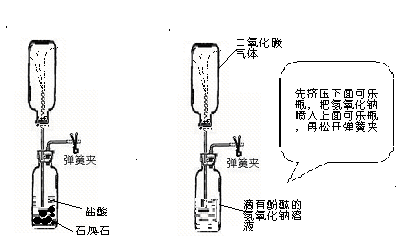 二氧化碳
气体
先挤压下面可乐
瓶，把氢氧化钠
喷入上面可乐瓶
，再松开弹簧夹
弹簧夹
弹簧夹
盐酸
石灰石
滴有酚酞的
氢氧化钠溶
液